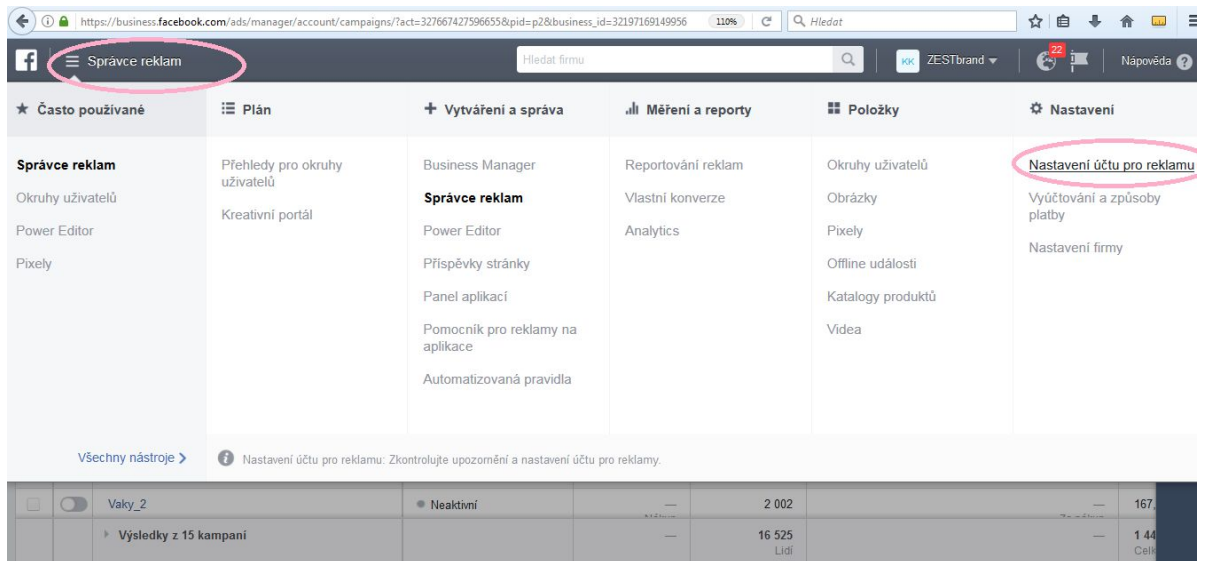 https://business.facebook.com/ads/manager/account/campaigns/?act=327667427596655&pid=p2&business_id=32197169149956 110% Hledat
Správce reklam Hledat firmu KK ZESTbrand 22 Nápověda
Často používané Plán Vytváření a správa Měření a reporty Položky Nastavení
Správce reklam
Okruhy uživatelů
Power Editor
Pixely
Přehledy pro okruhy
uživatelů
Kreativní portál
Business Manager
Správce reklam
Power Editor
Příspěvky stránky
Panel aplikací
Pomocník pro reklamy na
aplikace
Automatizovaná pravidla
Reportování reklam
Vlastní konverze
Analytics
Okruhy uživatelů
Obrázky
Pixely
Offline události
Katalogy produktů
Videa
Nastavení účtu pro reklamu
Vyúčtování a způsoby
platby
Nastavení firmy
Všechny nástroje
Nastavení účtu pro reklamu: Zkontrolujte upozornění a nastavení účtu pro reklamy.
Vaky_2 Neaktivní — 2 002 — 167,
Výsledky z 15 kampaní — 16 525 — 1 44
Lidí Celk